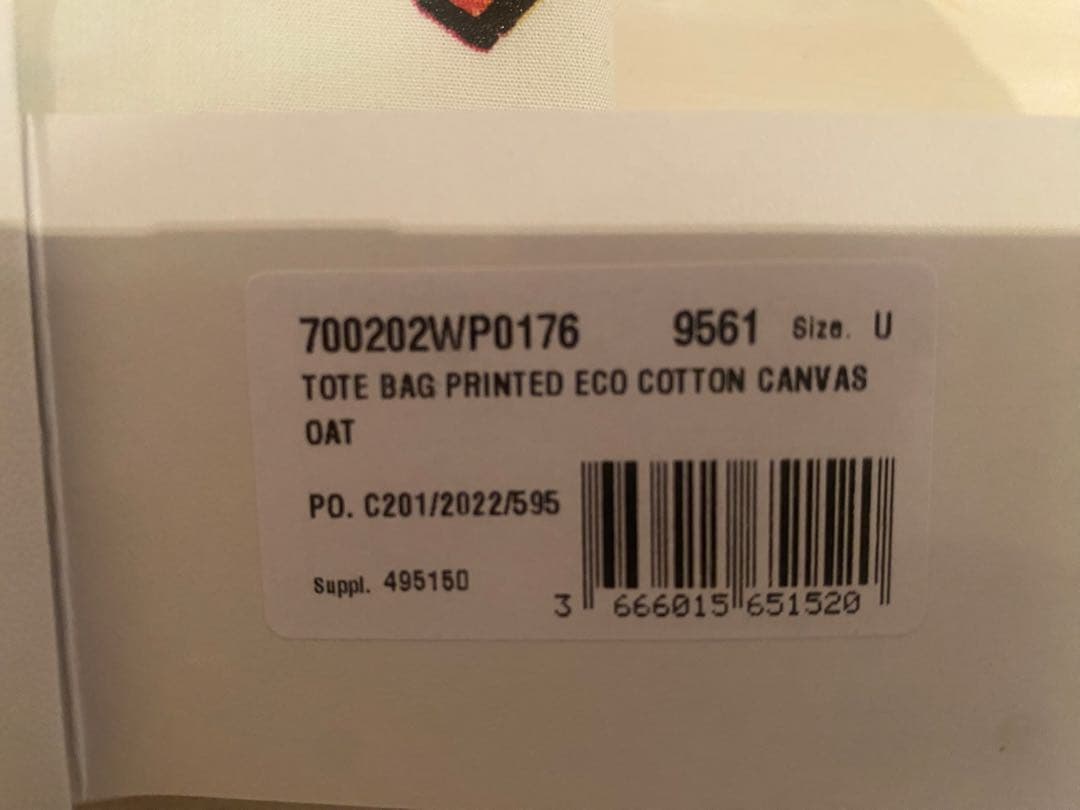 700202WP0176 9561 Size. U
TOTE BAG PRINTED ECO COTTON CANVAS
OAT
PO. C201/2022/595
Suppl. 495150
3 666015 651520